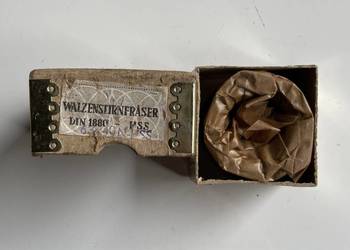 WALZENSTIRNFRÄSER
DIN 1880 - HSS